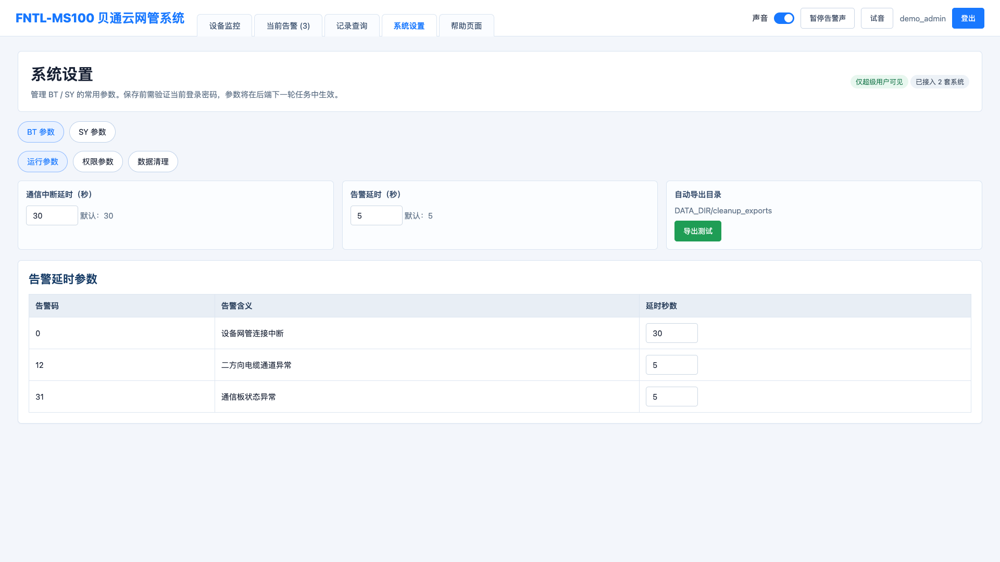 FNTL-MS100 贝通云网管系统
设备监控
当前告警 (3)
记录查询
系统设置
帮助页面
声音
暂停告警声
试音
demo_admin
登出
系统设置
管理 BT / SY 的常用参数。保存前需验证当前登录密码，参数将在后端下一轮任务中生效。
仅超级用户可见
已接入 2 套系统
BT 参数
SY 参数
运行参数
权限参数
数据清理
通信中断延时（秒）
30 默认：30
告警延时（秒）
5 默认：5
自动导出目录
DATA_DIR/cleanup_exports
导出测试
告警延时参数
告警码 告警含义 延时秒数
0 设备网管连接中断 30
12 二方向电缆通道异常 5
31 通信板状态异常 5